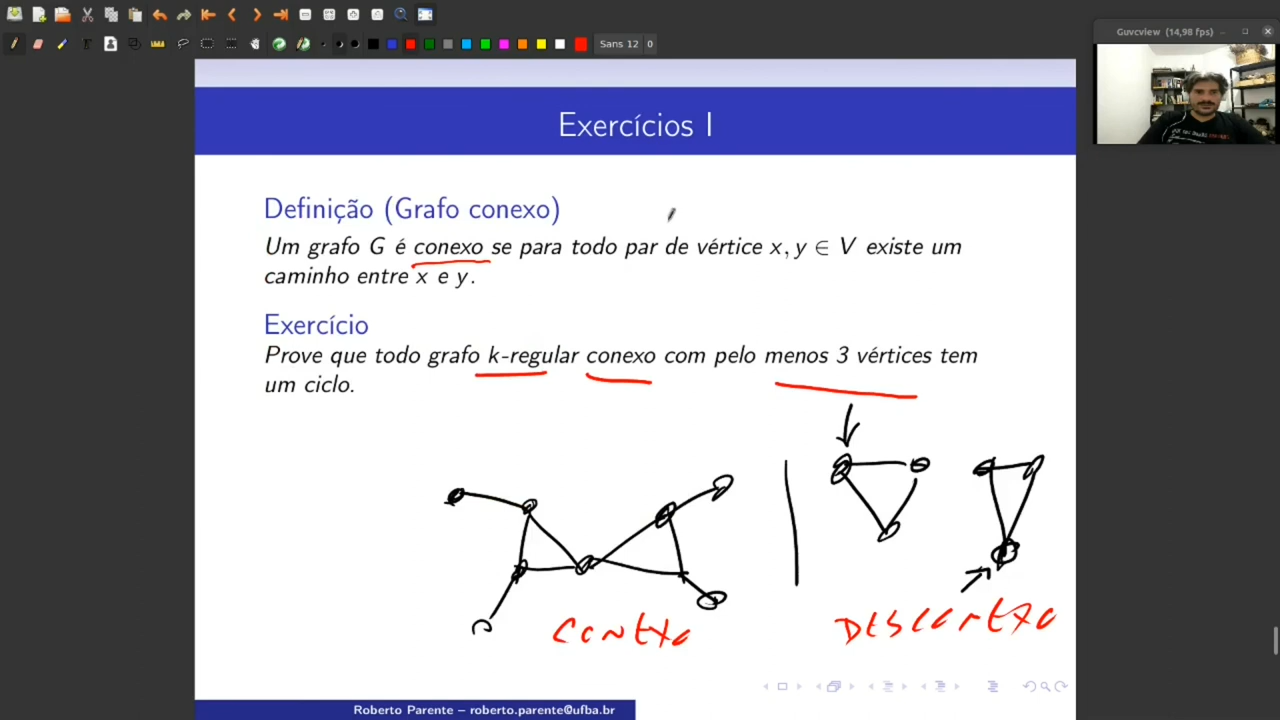 Guvcview (14,98 fps)
Sans 12 0
Exercícios I
Definição (Grafo conexo)
Um grafo G é conexo se para todo par de vértice x, y ∈ V existe um
caminho entre x e y.
Exercício
Prove que todo grafo k-regular conexo com pelo menos 3 vértices tem
um ciclo.
CONEXO
DESCONEXO
Roberto Parente – roberto.parente@ufba.br